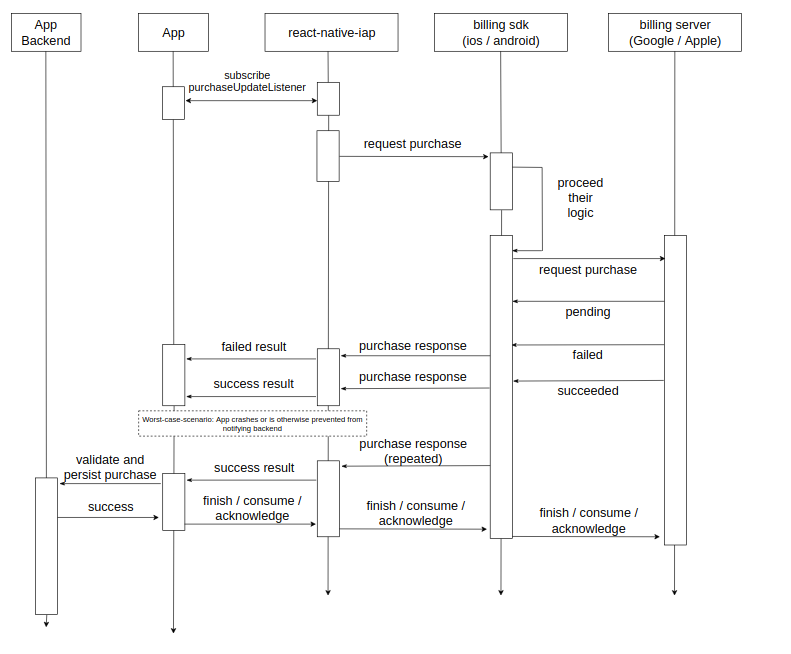 App
Backend
App
react-native-iap
billing sdk
(ios / android)
billing server
(Google / Apple)
subscribe
purchaseUpdateListener
request purchase
proceed
their
logic
request purchase
pending
failed
succeeded
failed result
purchase response
success result
purchase response
Worst-case-scenario: App crashes or is otherwise prevented from
notifying backend
purchase response
(repeated)
validate and
persist purchase
success result
success
finish / consume /
acknowledge
finish / consume /
acknowledge
finish / consume /
acknowledge